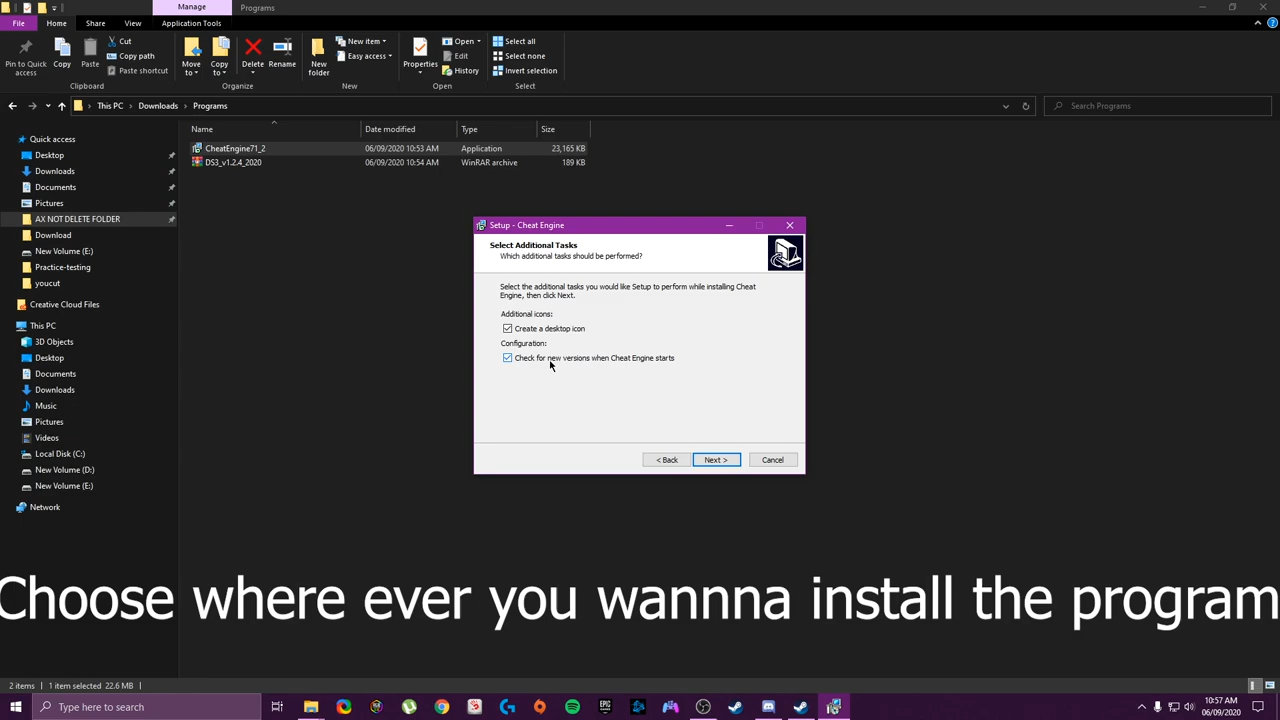 Manage
Programs
File
Home
Share
View
Application Tools
Pin to Quick access
Copy
Paste
Cut
Copy path
Paste shortcut
Clipboard
Move to
Copy to
Delete
Rename
Organize
New folder
New item
Easy access
New
Properties
Open
Edit
History
Open
Select all
Select none
Invert selection
Select
This PC > Downloads > Programs
Search Programs
Name
Date modified
Type
Size
CheatEngine71_2
06/09/2020 10:53 AM
Application
23,165 KB
DS3_v1.2.4_2020
06/09/2020 10:54 AM
WinRAR archive
189 KB
Quick access
Desktop
Downloads
Documents
Pictures
AX NOT DELETE FOLDER
Download
New Volume (E:)
Practice-testing
youcut
Creative Cloud Files
This PC
3D Objects
Desktop
Documents
Downloads
Music
Pictures
Videos
Local Disk (C:)
New Volume (D:)
New Volume (E:)
Network
Setup - Cheat Engine
Select Additional Tasks
Which additional tasks should be performed?
Select the additional tasks you would like Setup to perform while installing Cheat
Engine, then click Next.
Additional icons:
Create a desktop icon
Configuration:
Check for new versions when Cheat Engine starts
< Back
Next >
Cancel
Choose where ever you wannna install the program
2 items
1 item selected 22.6 MB
Type here to search
EPIC
10:57 AM
06/09/2020